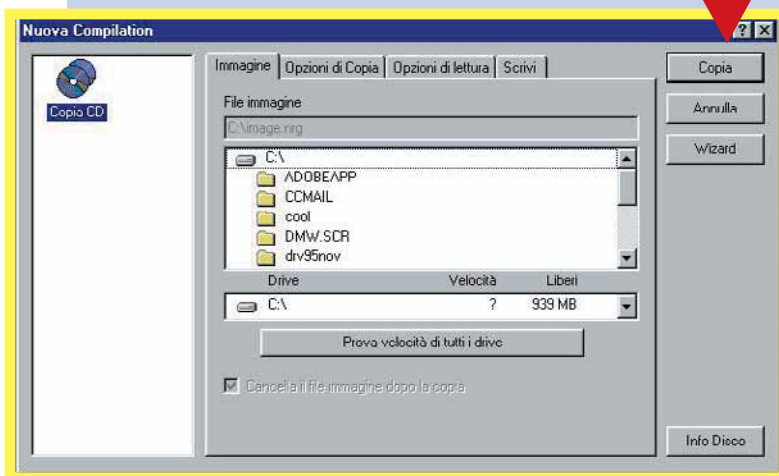 Nuova Compilation
?
Copia CD
Immagine Opzioni di Copia Opzioni di lettura Scrivi
File immagine
C:\image.nrg
C:\
ADOBEAPP
CCMAIL
cool
DMW.SCR
drv95nov
Drive Velocità Liberi
C:\ ? 939 MB
Prova velocità di tutti i drive
Cancella il file immagine dopo la copia
Copia
Annulla
Wizard
Info Disco